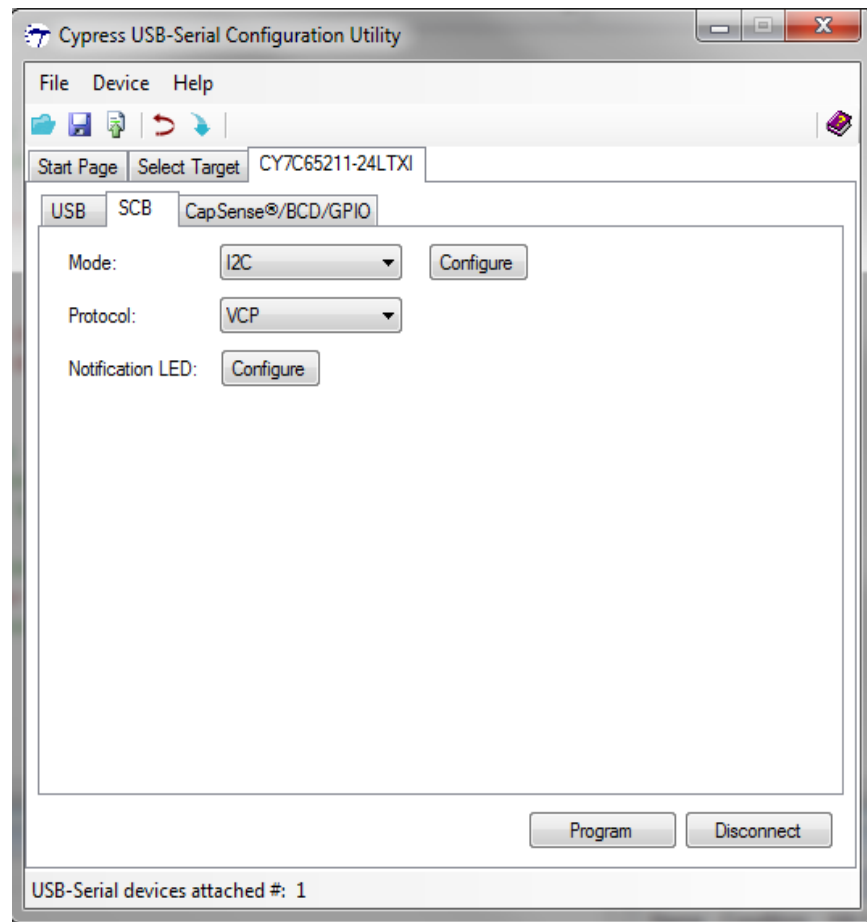 Cypress USB-Serial Configuration Utility
File Device Help
Start Page Select Target CY7C65211-24LTXI
USB SCB CapSense®/BCD/GPIO
Mode: I2C Configure
Protocol: VCP
Notification LED: Configure
Program Disconnect
USB-Serial devices attached #: 1